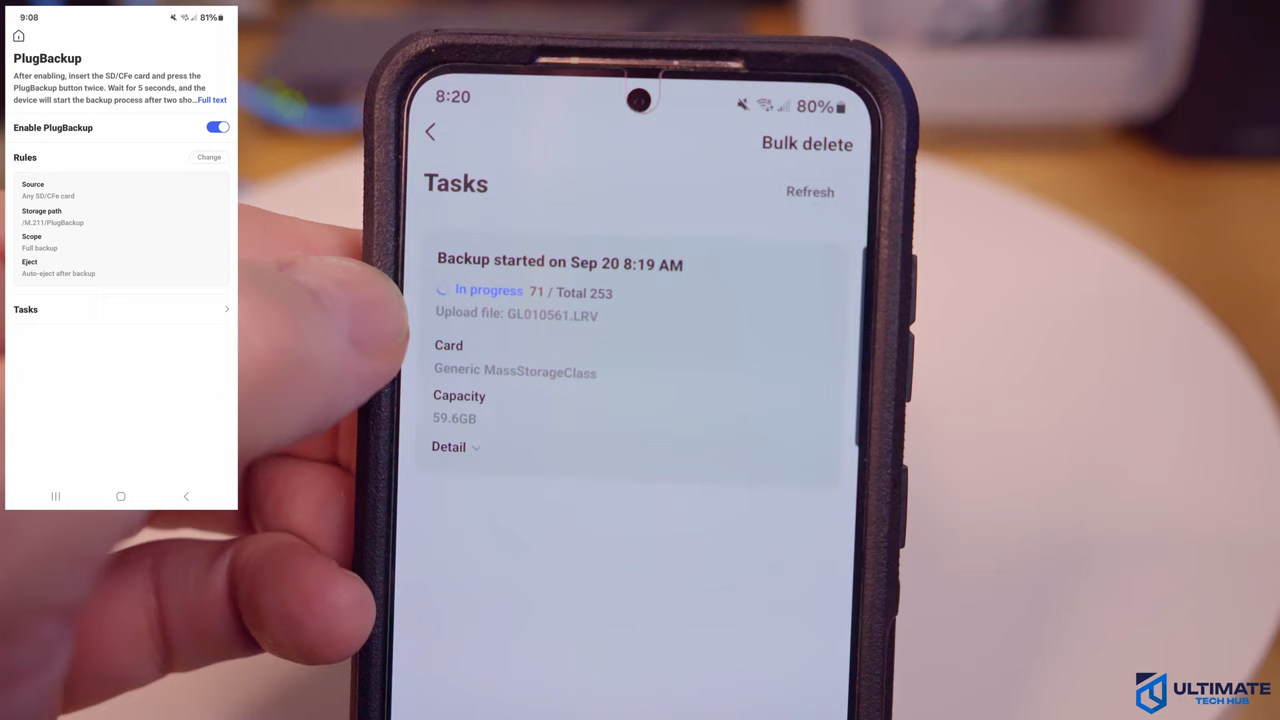 9:08
81%
PlugBackup
After enabling, insert the SD/CFe card and press the
PlugBackup button twice. Wait for 5 seconds, and the
device will start the backup process after two sho...Full text
Enable PlugBackup
Rules
Change
Source
Any SD/CFe card
Storage path
/M.211/PlugBackup
Scope
Full backup
Eject
Auto-eject after backup
Tasks
8:20
80%
Bulk delete
Tasks
Refresh
Backup started on Sep 20 8:19 AM
In progress 71 / Total 253
Upload file: GL010561.LRV
Card
Generic MassStorageClass
Capacity
59.6GB
Detail
ULTIMATE
TECH HUB